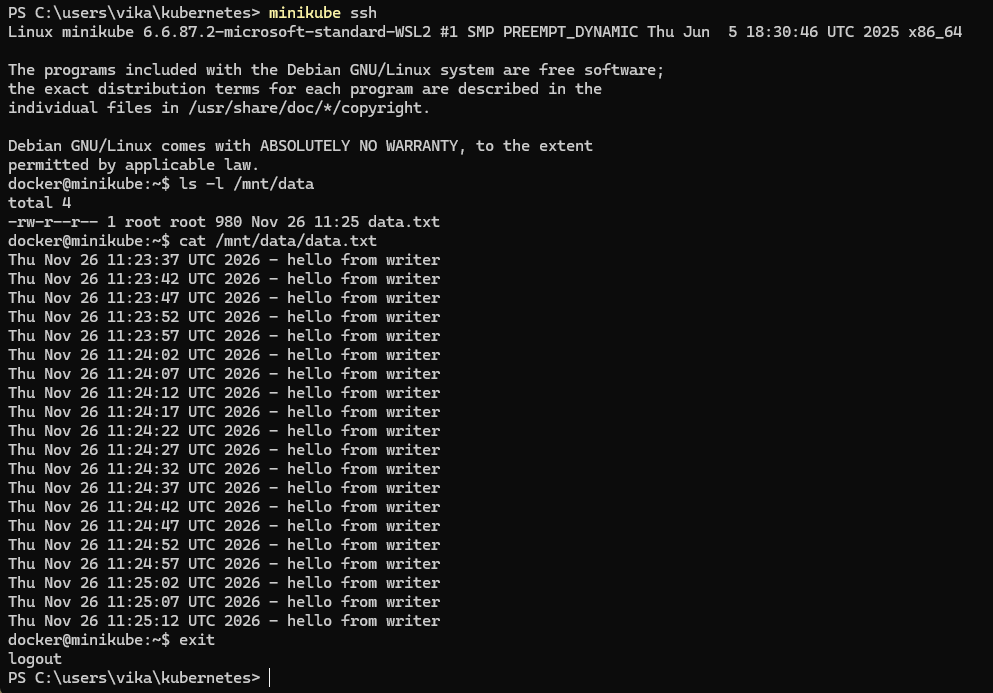 PS C:\users\vika\kubernetes> minikube ssh
Linux minikube 6.6.87.2-microsoft-standard-WSL2 #1 SMP PREEMPT_DYNAMIC Thu Jun  5 18:30:46 UTC 2025 x86_64

The programs included with the Debian GNU/Linux system are free software;
the exact distribution terms for each program are described in the
individual files in /usr/share/doc/*/copyright.

Debian GNU/Linux comes with ABSOLUTELY NO WARRANTY, to the extent
permitted by applicable law.
docker@minikube:~$ ls -l /mnt/data
total 4
-rw-r--r-- 1 root root 980 Nov 26 11:25 data.txt
docker@minikube:~$ cat /mnt/data/data.txt
Thu Nov 26 11:23:37 UTC 2026 - hello from writer
Thu Nov 26 11:23:42 UTC 2026 - hello from writer
Thu Nov 26 11:23:47 UTC 2026 - hello from writer
Thu Nov 26 11:23:52 UTC 2026 - hello from writer
Thu Nov 26 11:23:57 UTC 2026 - hello from writer
Thu Nov 26 11:24:02 UTC 2026 - hello from writer
Thu Nov 26 11:24:07 UTC 2026 - hello from writer
Thu Nov 26 11:24:12 UTC 2026 - hello from writer
Thu Nov 26 11:24:17 UTC 2026 - hello from writer
Thu Nov 26 11:24:22 UTC 2026 - hello from writer
Thu Nov 26 11:24:27 UTC 2026 - hello from writer
Thu Nov 26 11:24:32 UTC 2026 - hello from writer
Thu Nov 26 11:24:37 UTC 2026 - hello from writer
Thu Nov 26 11:24:42 UTC 2026 - hello from writer
Thu Nov 26 11:24:47 UTC 2026 - hello from writer
Thu Nov 26 11:24:52 UTC 2026 - hello from writer
Thu Nov 26 11:24:57 UTC 2026 - hello from writer
Thu Nov 26 11:25:02 UTC 2026 - hello from writer
Thu Nov 26 11:25:07 UTC 2026 - hello from writer
Thu Nov 26 11:25:12 UTC 2026 - hello from writer
docker@minikube:~$ exit
logout
PS C:\users\vika\kubernetes>